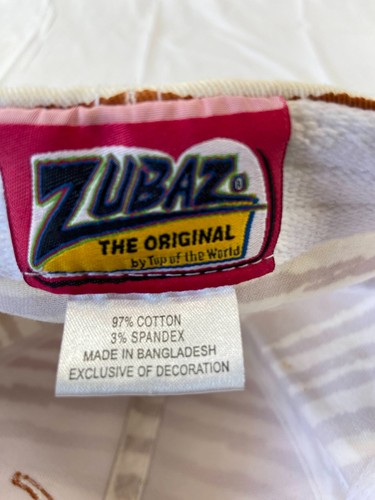 ZUBAZ®
THE ORIGINAL
by Top of the World
97% COTTON
3% SPANDEX
MADE IN BANGLADESH
EXCLUSIVE OF DECORATION